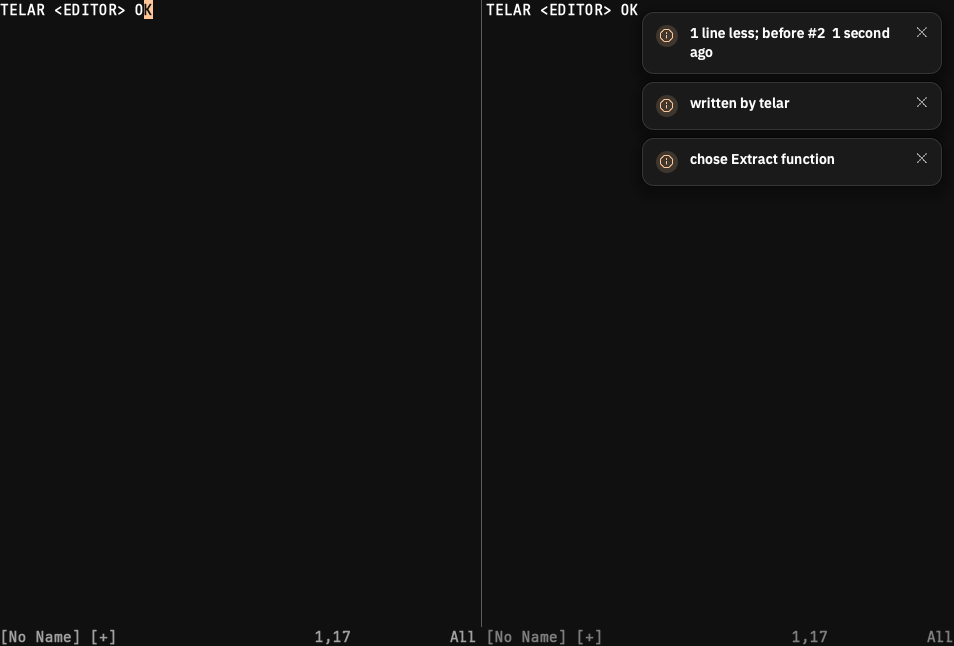 TELAR <EDITOR> OK
TELAR <EDITOR> OK
1 line less; before #2  1 second
ago
written by telar
chose Extract function
[No Name] [+] 1,17 All
[No Name] [+] 1,17 All